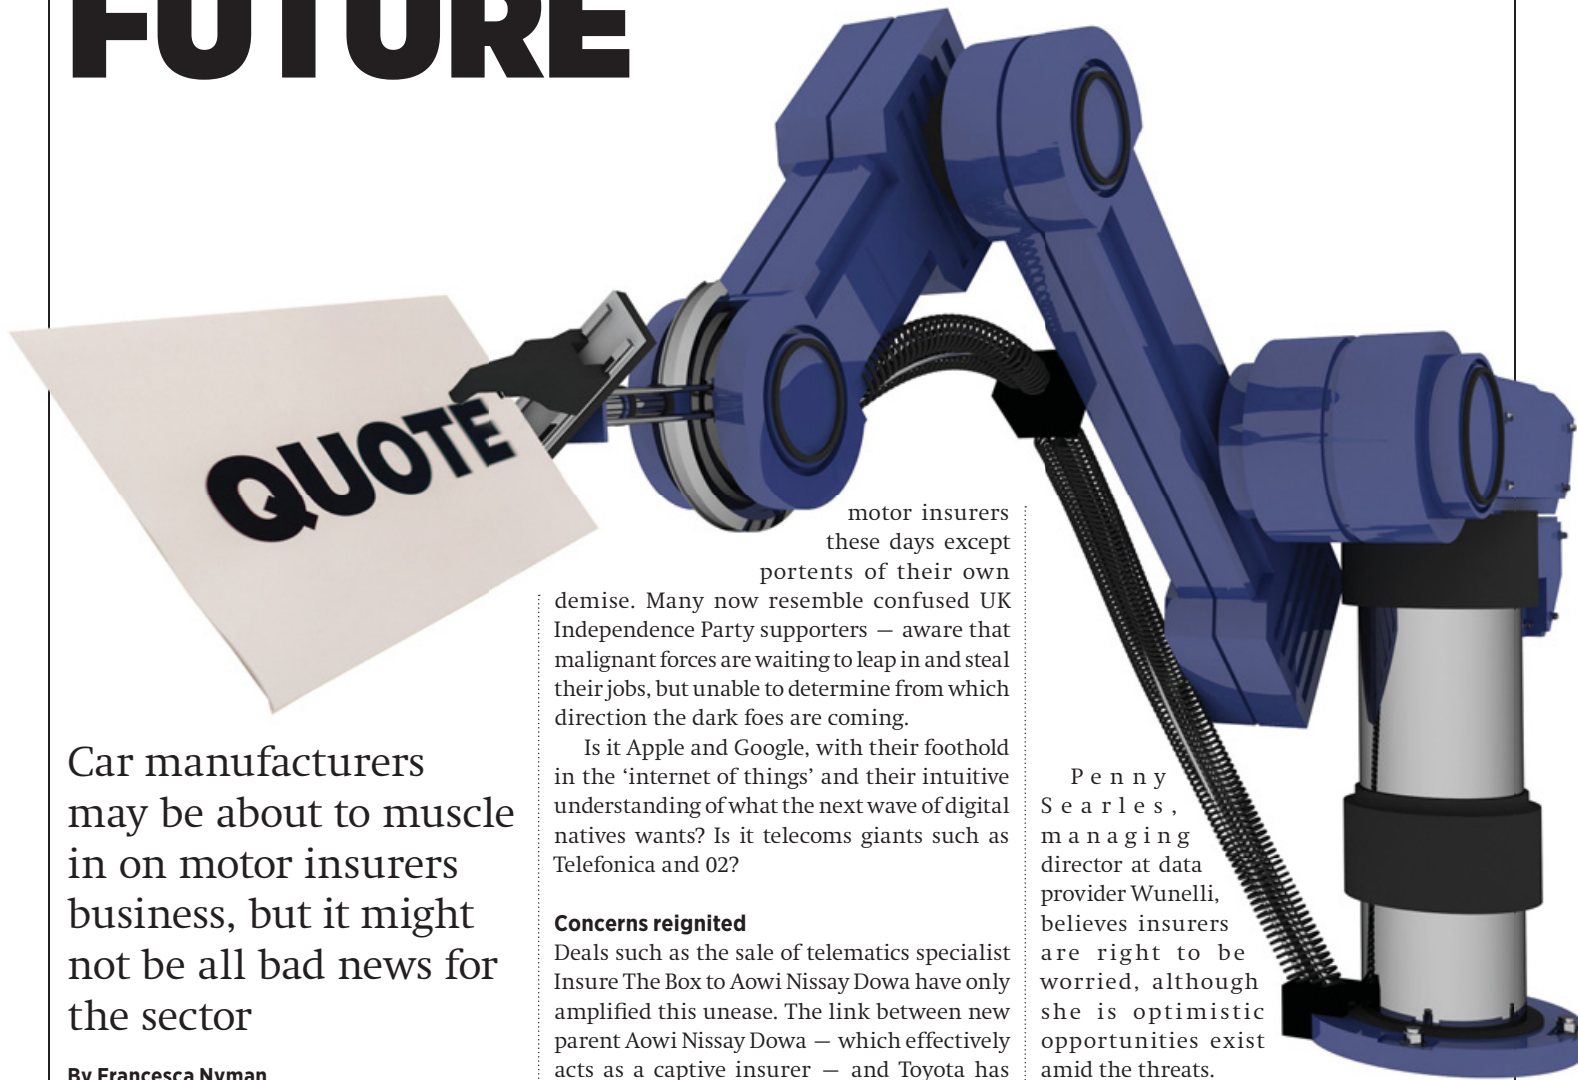 FUTURE
QUOTE
Car manufacturers
may be about to muscle
in on motor insurers
business, but it might
not be all bad news for
the sector
By Francesca Nyman
motor insurers
these days except
portents of their own
demise. Many now resemble confused UK
Independence Party supporters — aware that
malignant forces are waiting to leap in and steal
their jobs, but unable to determine from which
direction the dark foes are coming.
Is it Apple and Google, with their foothold
in the ‘internet of things’ and their intuitive
understanding of what the next wave of digital
natives wants? Is it telecoms giants such as
Telefonica and 02?
Concerns reignited
Deals such as the sale of telematics specialist
Insure The Box to Aowi Nissay Dowa have only
amplified this unease. The link between new
parent Aowi Nissay Dowa — which effectively
acts as a captive insurer — and Toyota has
Penny
Searles,
managing
director at data
provider Wunelli,
believes insurers
are right to be
worried, although
she is optimistic
opportunities exist
amid the threats.